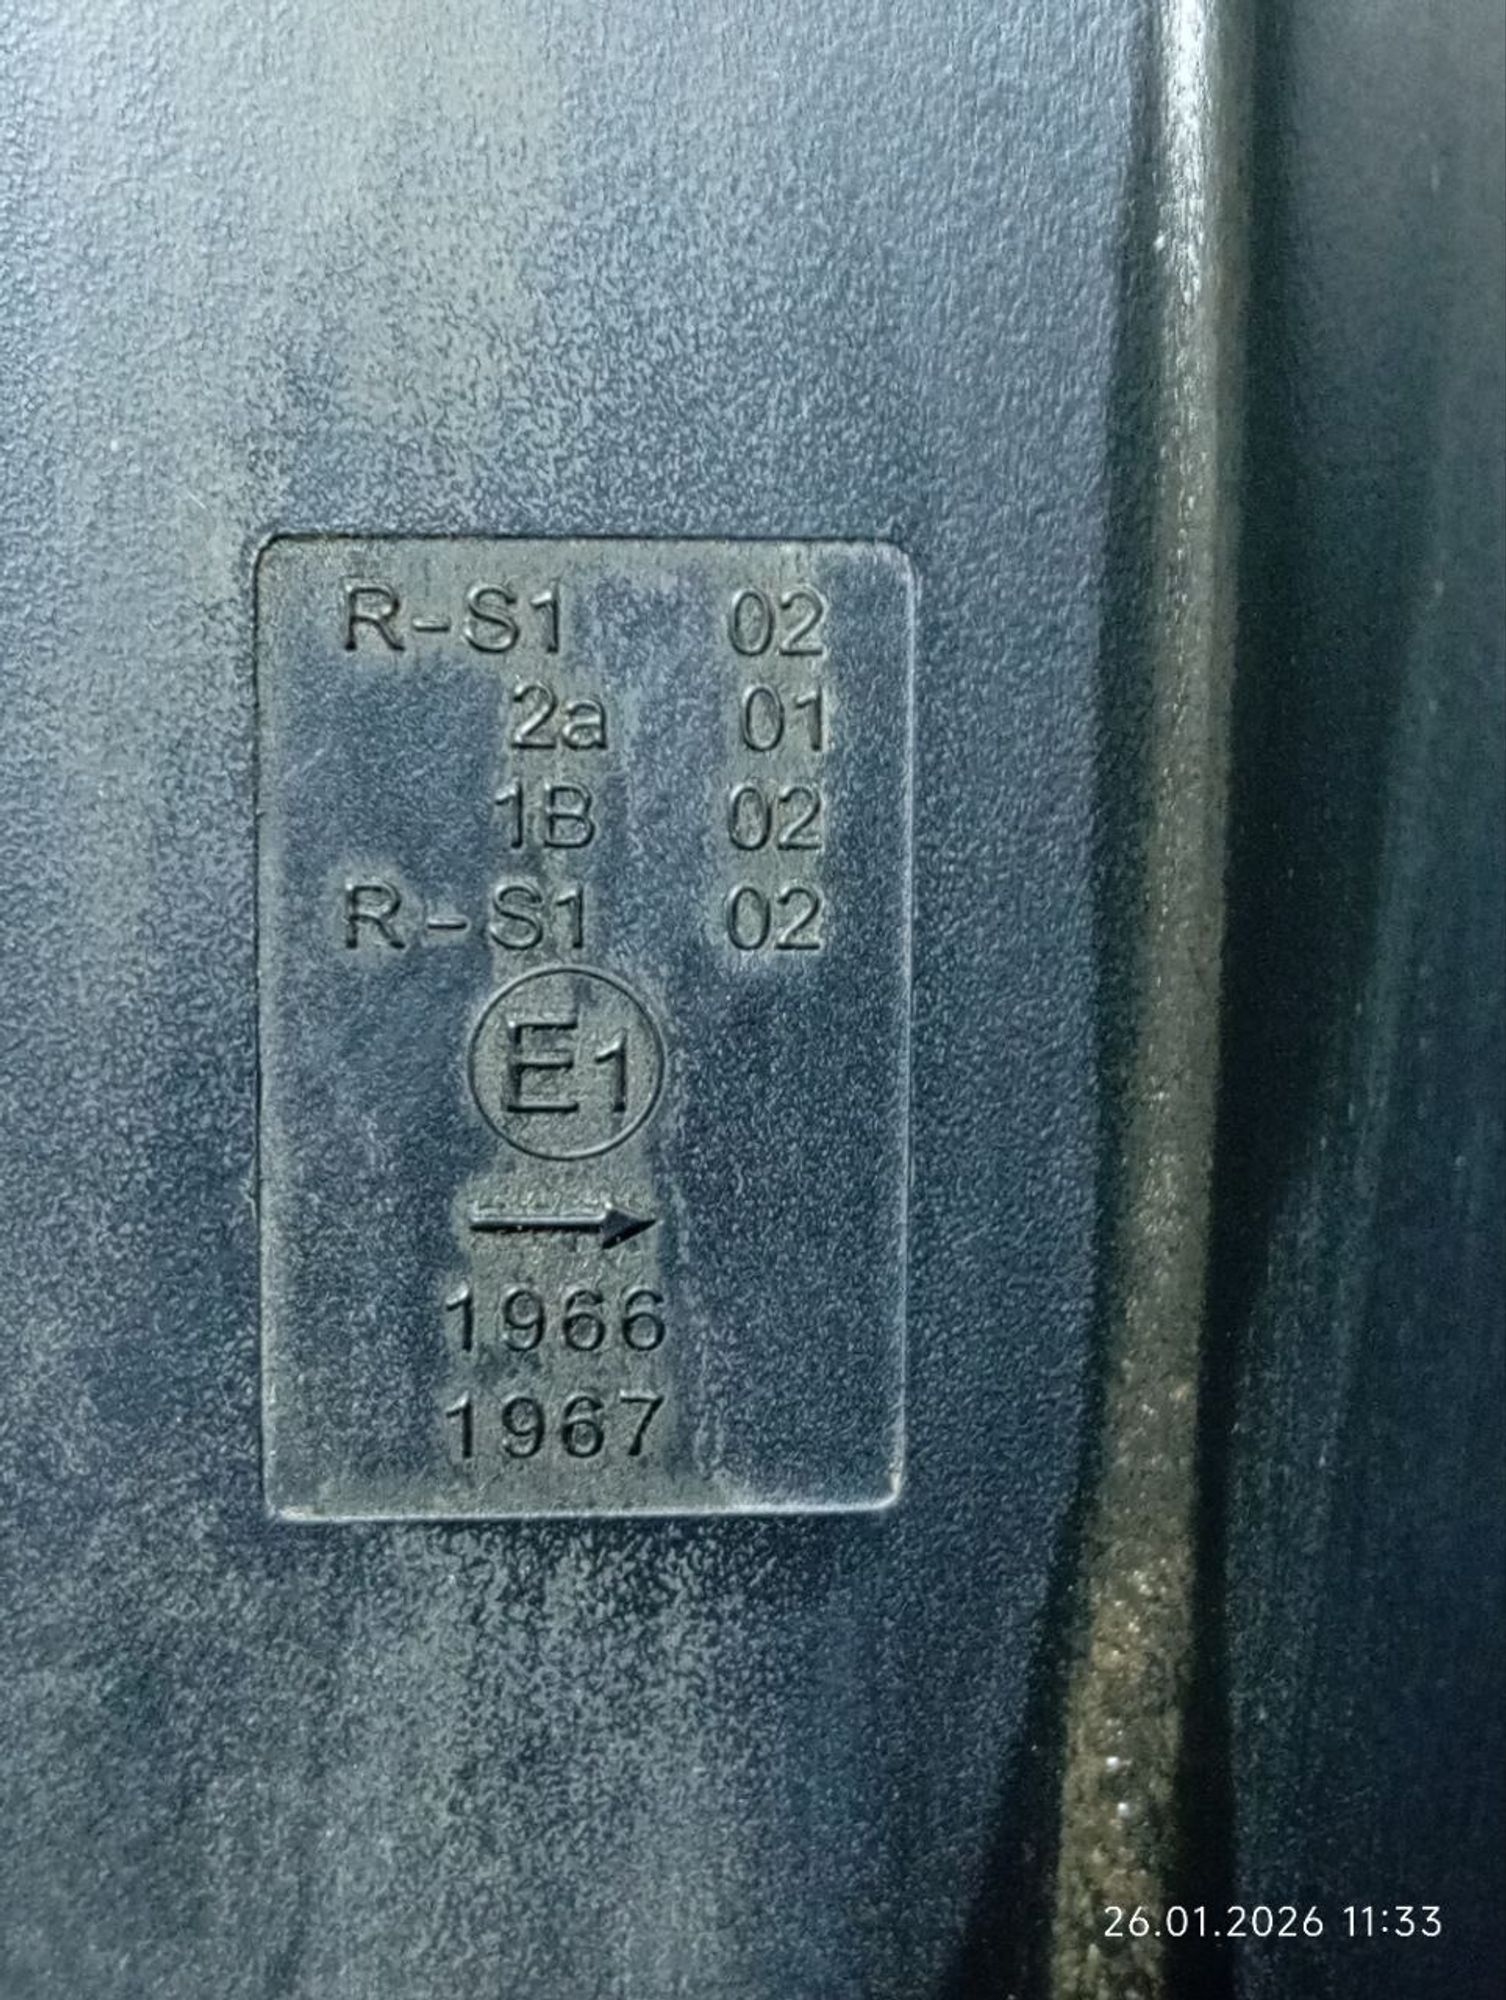 R-S1 02
2a 01
1B 02
R-S1 02
E1
→
1966
1967
26.01.2026 11:33